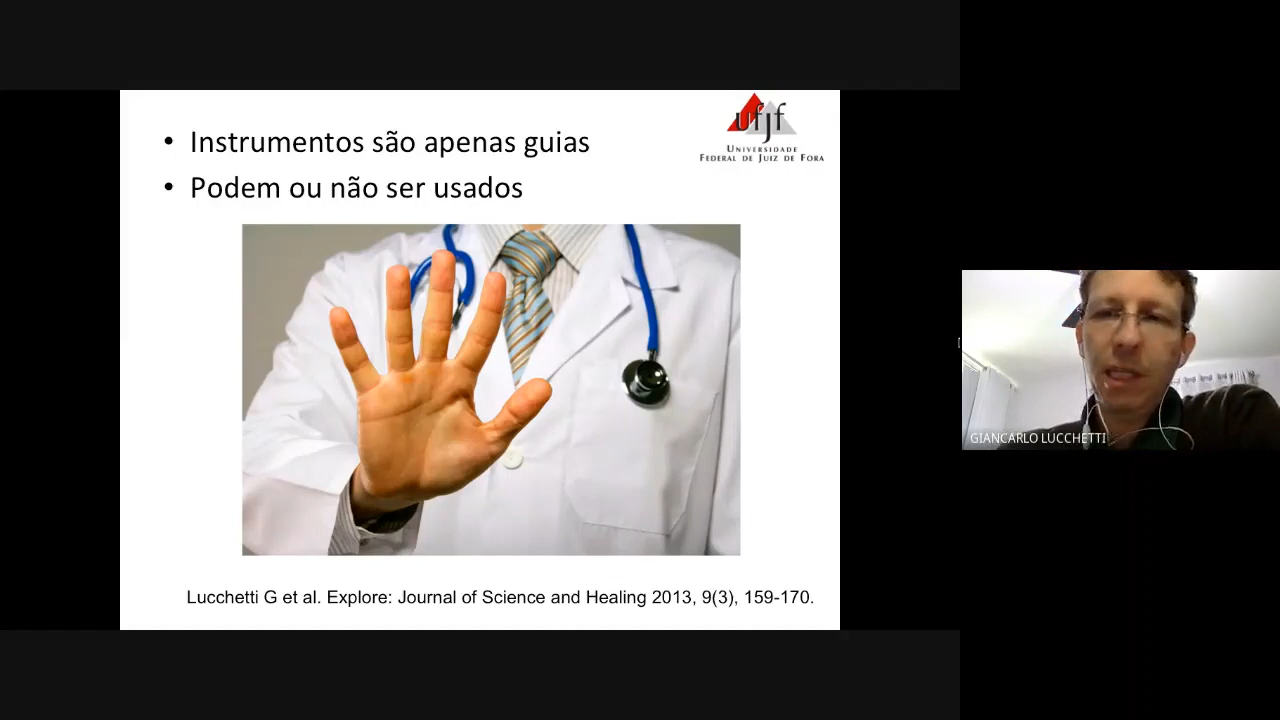 • Instrumentos são apenas guias
• Podem ou não ser usados
ufjf
UNIVERSIDADE
FEDERAL DE JUIZ DE FORA
Lucchetti G et al. Explore: Journal of Science and Healing 2013, 9(3), 159-170.
GIANCARLO LUCCHETTI